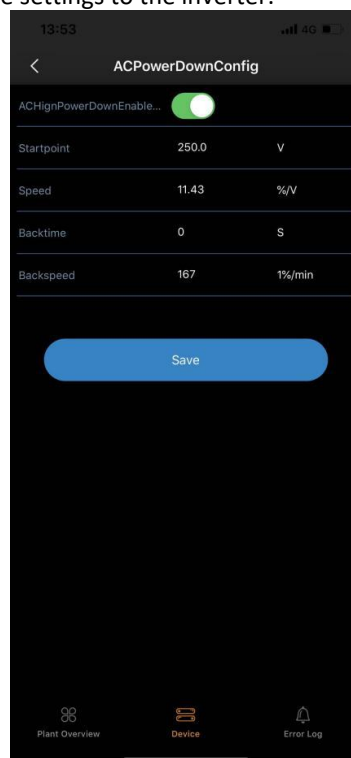 e settings to the inverter.
13:53 4G
ACPowerDownConfig
ACHignPowerDownEnable...
Startpoint 250.0 V
Speed 11.43 %/V
Backtime 0 S
Backspeed 167 1%/min
Save
Plant Overview Device Error Log